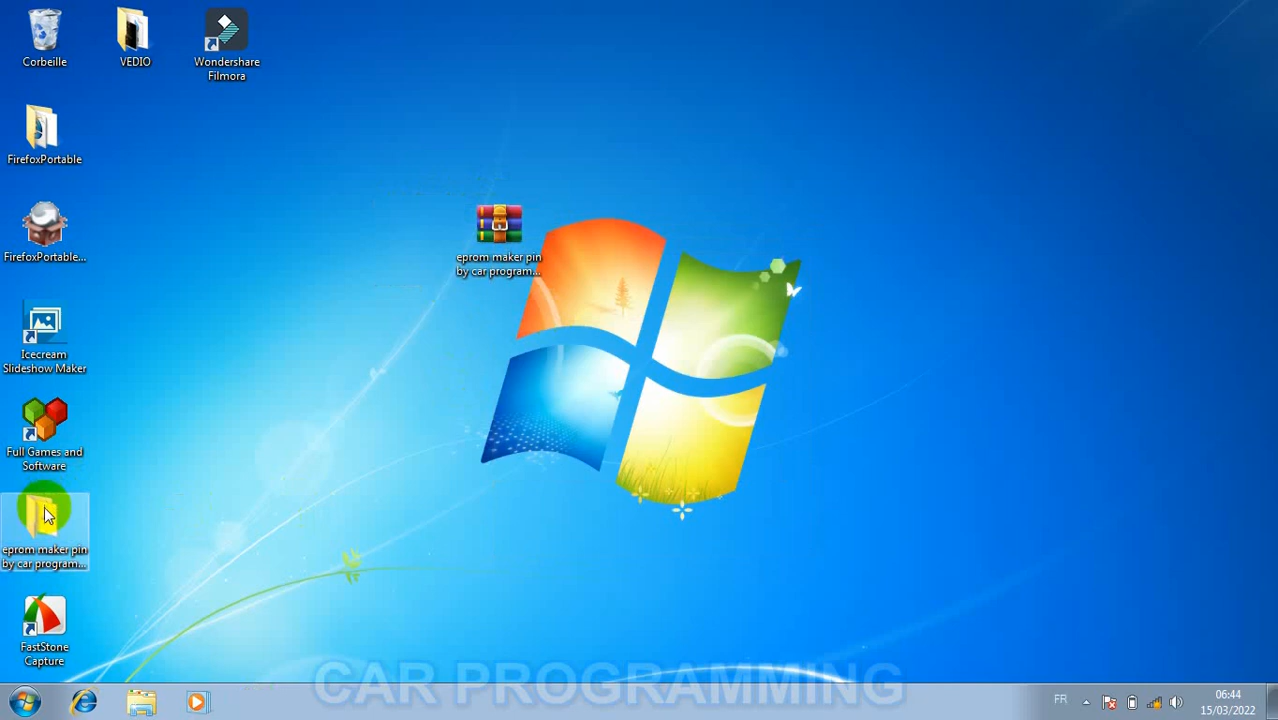 Corbeille
VEDIO
Wondershare
Filmora
FirefoxPortable
FirefoxPortable...
eprom maker pin
by car program...
Icecream
Slideshow Maker
Full Games and
Software
eprom maker pin
by car program...
FastStone
Capture
CAR PROGRAMMING
FR
06:44
15/03/2022